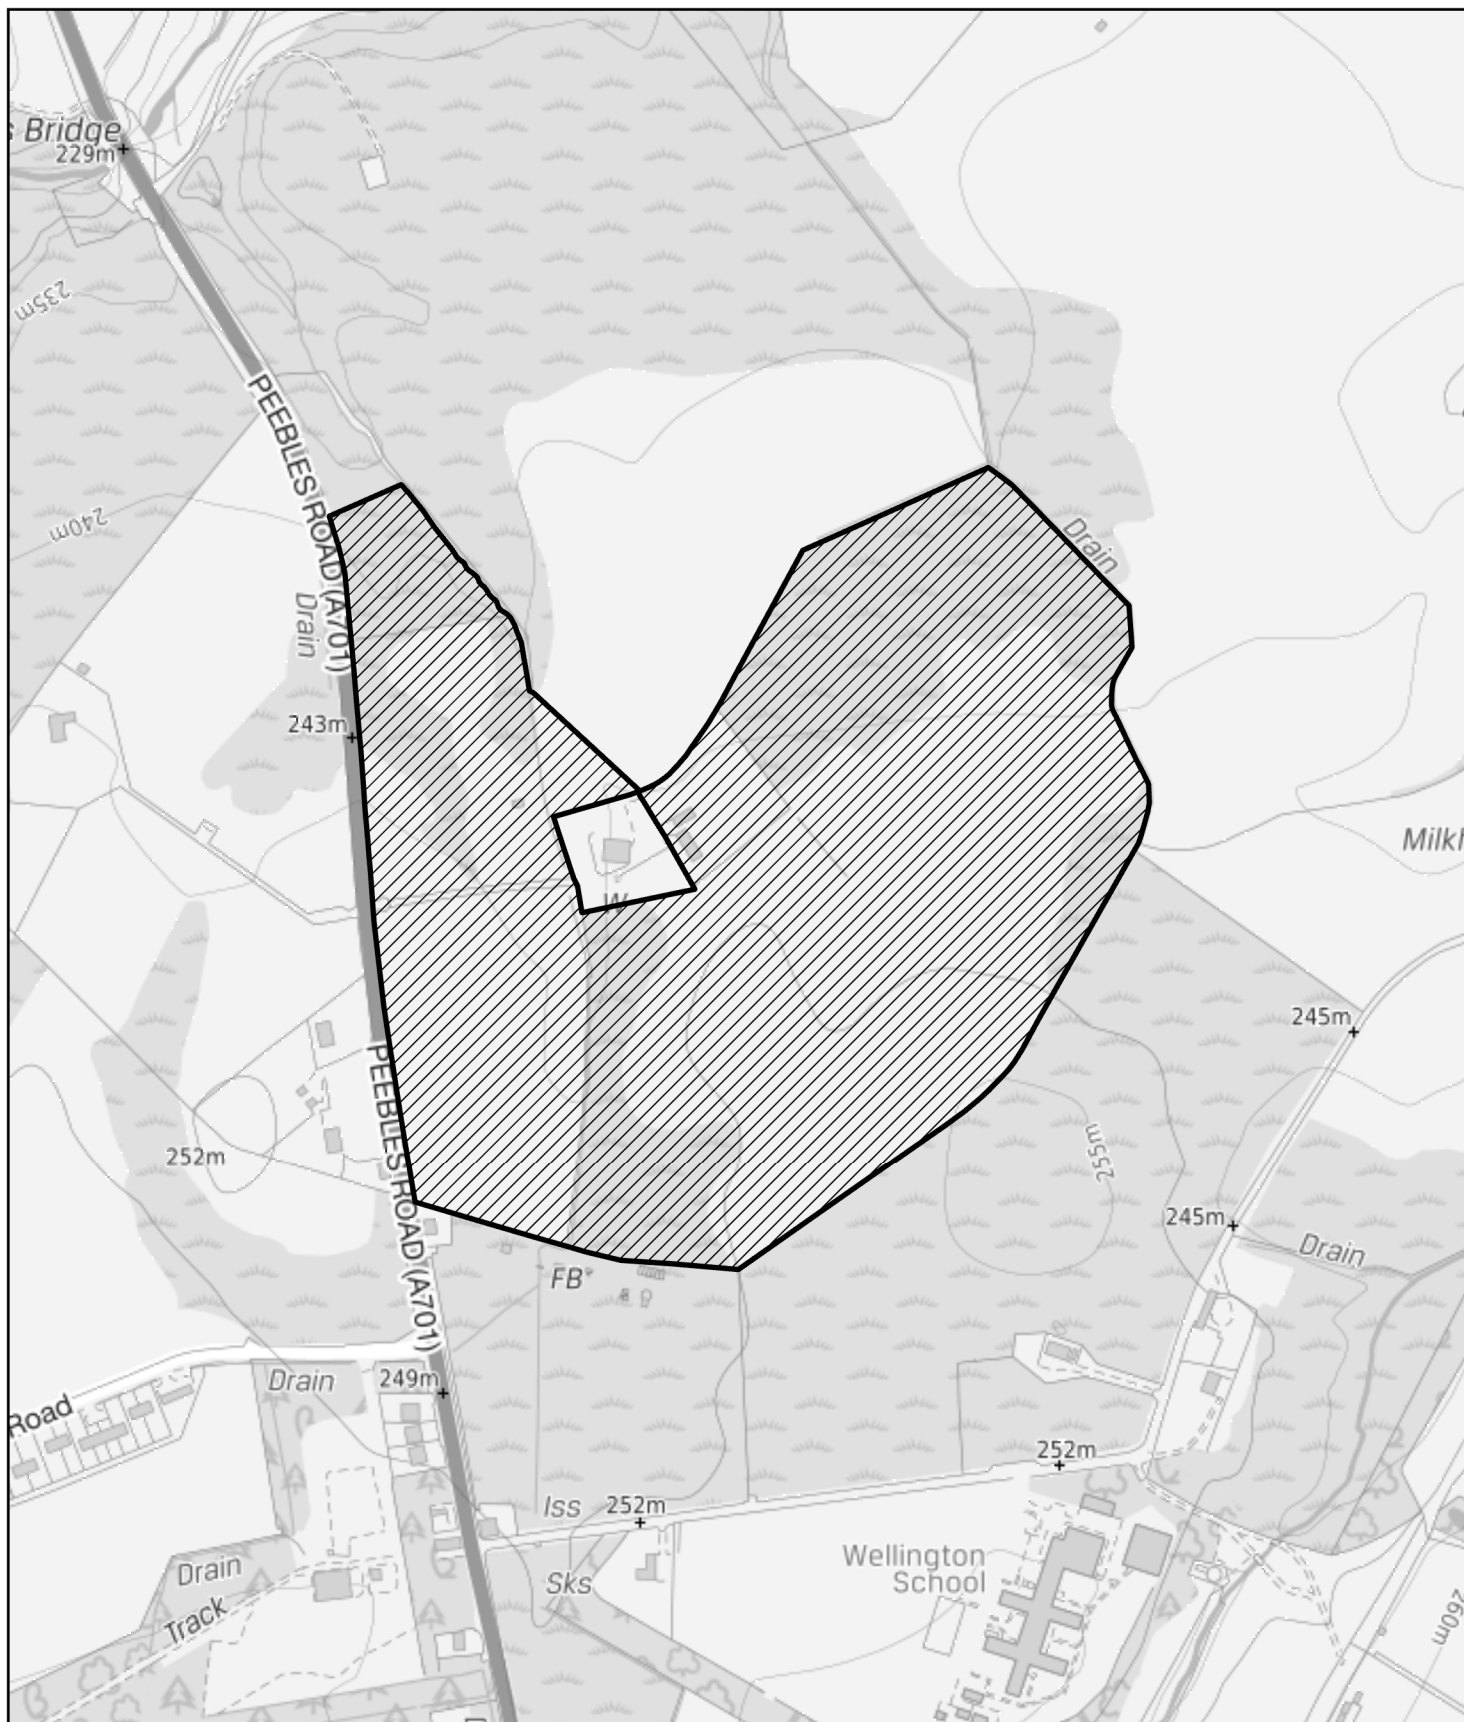 s Bridge
229m
235m
PEEBLES ROAD (A701)
240m
Drain
Drain
243m
Milkh
W
245m
PEEBLES ROAD (A701)
255m
252m
245m
Drain
FB
Drain
249m
Road
252m
Iss
252m
Wellington
School
Drain
Sks
Track
260m